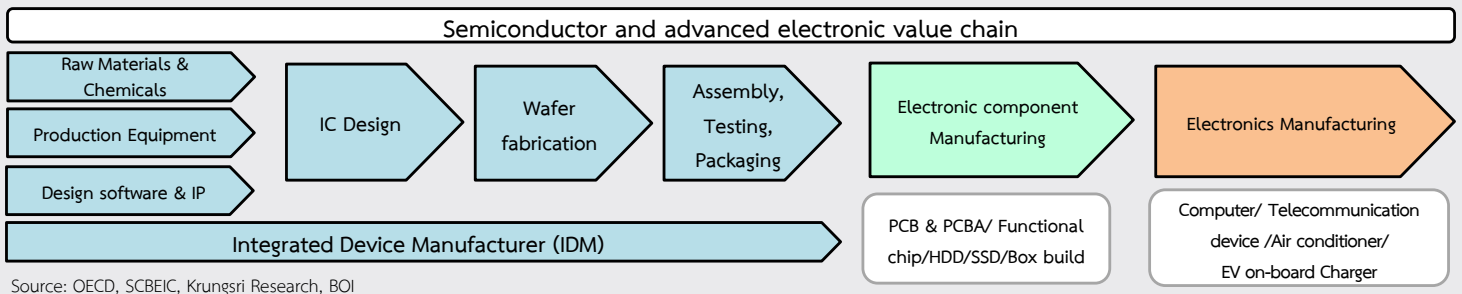 Semiconductor and advanced electronic value chain
Raw Materials &
Chemicals
Production Equipment
Design software & IP
IC Design
Wafer
fabrication
Assembly,
Testing,
Packaging
Electronic component
Manufacturing
Electronics Manufacturing
Integrated Device Manufacturer (IDM)
PCB & PCBA/ Functional
chip/HDD/SSD/Box build
Computer/ Telecommunication
device /Air conditioner/
EV on-board Charger
Source: OECD, SCBEIC, Krungsri Research, BOI